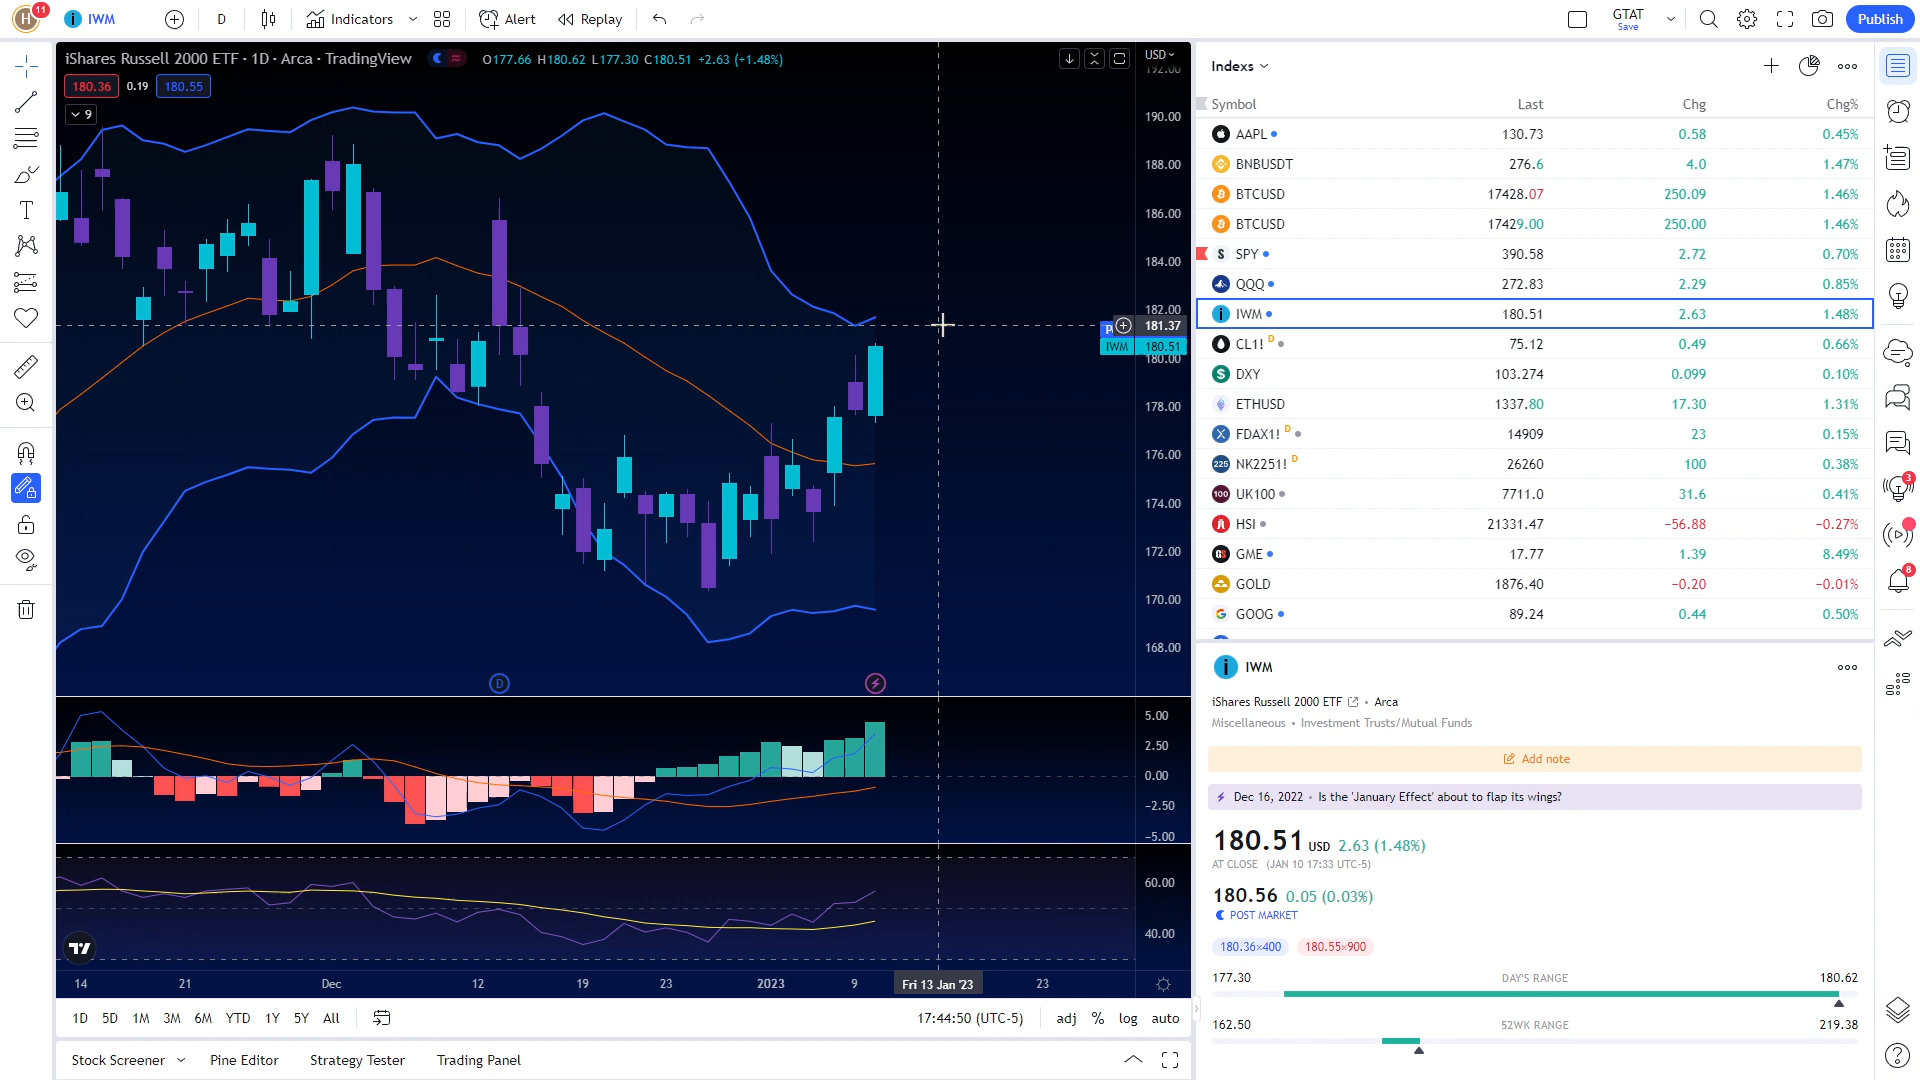 H 11 IWM D Indicators Alert Replay GTAT Save Publish
iShares Russell 2000 ETF · 1D · Arca · TradingView O177.66 H180.62 L177.30 C180.51 +2.63 (+1.48%)
180.36 0.19 180.55
9
USD
192.00
190.00
188.00
186.00
184.00
182.00
181.37
IWM 180.51
180.00
178.00
176.00
174.00
172.00
170.00
168.00
D
5.00
2.50
0.00
−2.50
−5.00
60.00
40.00
14 21 Dec 12 19 23 2023 9 Fri 13 Jan '23 23
1D 5D 1M 3M 6M YTD 1Y 5Y All 17:44:50 (UTC-5) adj % log auto
Stock Screener Pine Editor Strategy Tester Trading Panel
Indexs
Symbol Last Chg Chg%
AAPL 130.73 0.58 0.45%
BNBUSDT 276.6 4.0 1.47%
BTCUSD 17428.07 250.09 1.46%
BTCUSD 17429.00 250.00 1.46%
S SPY 390.58 2.72 0.70%
QQQ 272.83 2.29 0.85%
i IWM 180.51 2.63 1.48%
CL1! D 75.12 0.49 0.66%
$ DXY 103.274 0.099 0.10%
ETHUSD 1337.80 17.30 1.31%
X FDAX1! D 14909 23 0.15%
225 NK2251! D 26260 100 0.38%
100 UK100 7711.0 31.6 0.41%
HSI 21331.47 −56.88 −0.27%
GS GME 17.77 1.39 8.49%
GOLD 1876.40 −0.20 −0.01%
G GOOG 89.24 0.44 0.50%
i IWM
iShares Russell 2000 ETF • Arca
Miscellaneous • Investment Trusts/Mutual Funds
Add note
Dec 16, 2022 • Is the 'January Effect' about to flap its wings?
180.51 USD 2.63 (1.48%)
AT CLOSE (JAN 10 17:33 UTC-5)
180.56 0.05 (0.03%)
POST MARKET
180.36×400 180.55×900
177.30 DAY'S RANGE 180.62
162.50 52WK RANGE 219.38
3
8